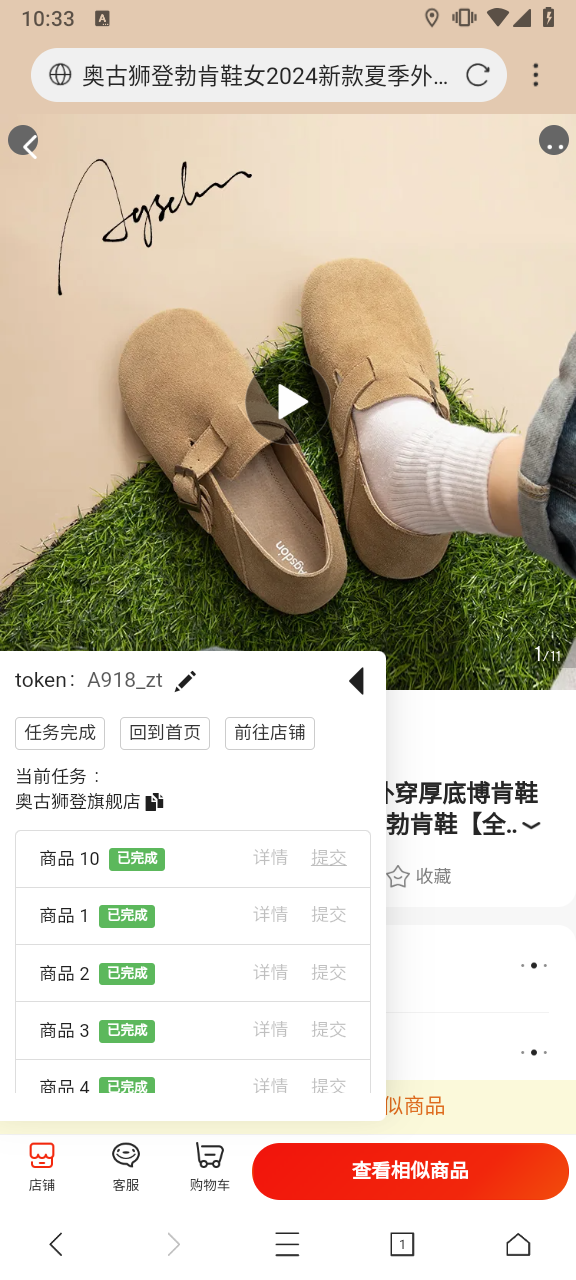 10:33
奥古狮登勃肯鞋女2024新款夏季外...
Agsdon
Agsdon
1/11
token： A918_zt
任务完成 回到首页 前往店铺
当前任务 ：
奥古狮登旗舰店
外穿厚底博肯鞋
勃肯鞋【全..
商品 10 已完成 详情 提交
收藏
商品 1 已完成 详情 提交
商品 2 已完成 详情 提交
商品 3 已完成 详情 提交
商品 4 已完成 详情 提交
似商品
店铺 客服 购物车 查看相似商品
1